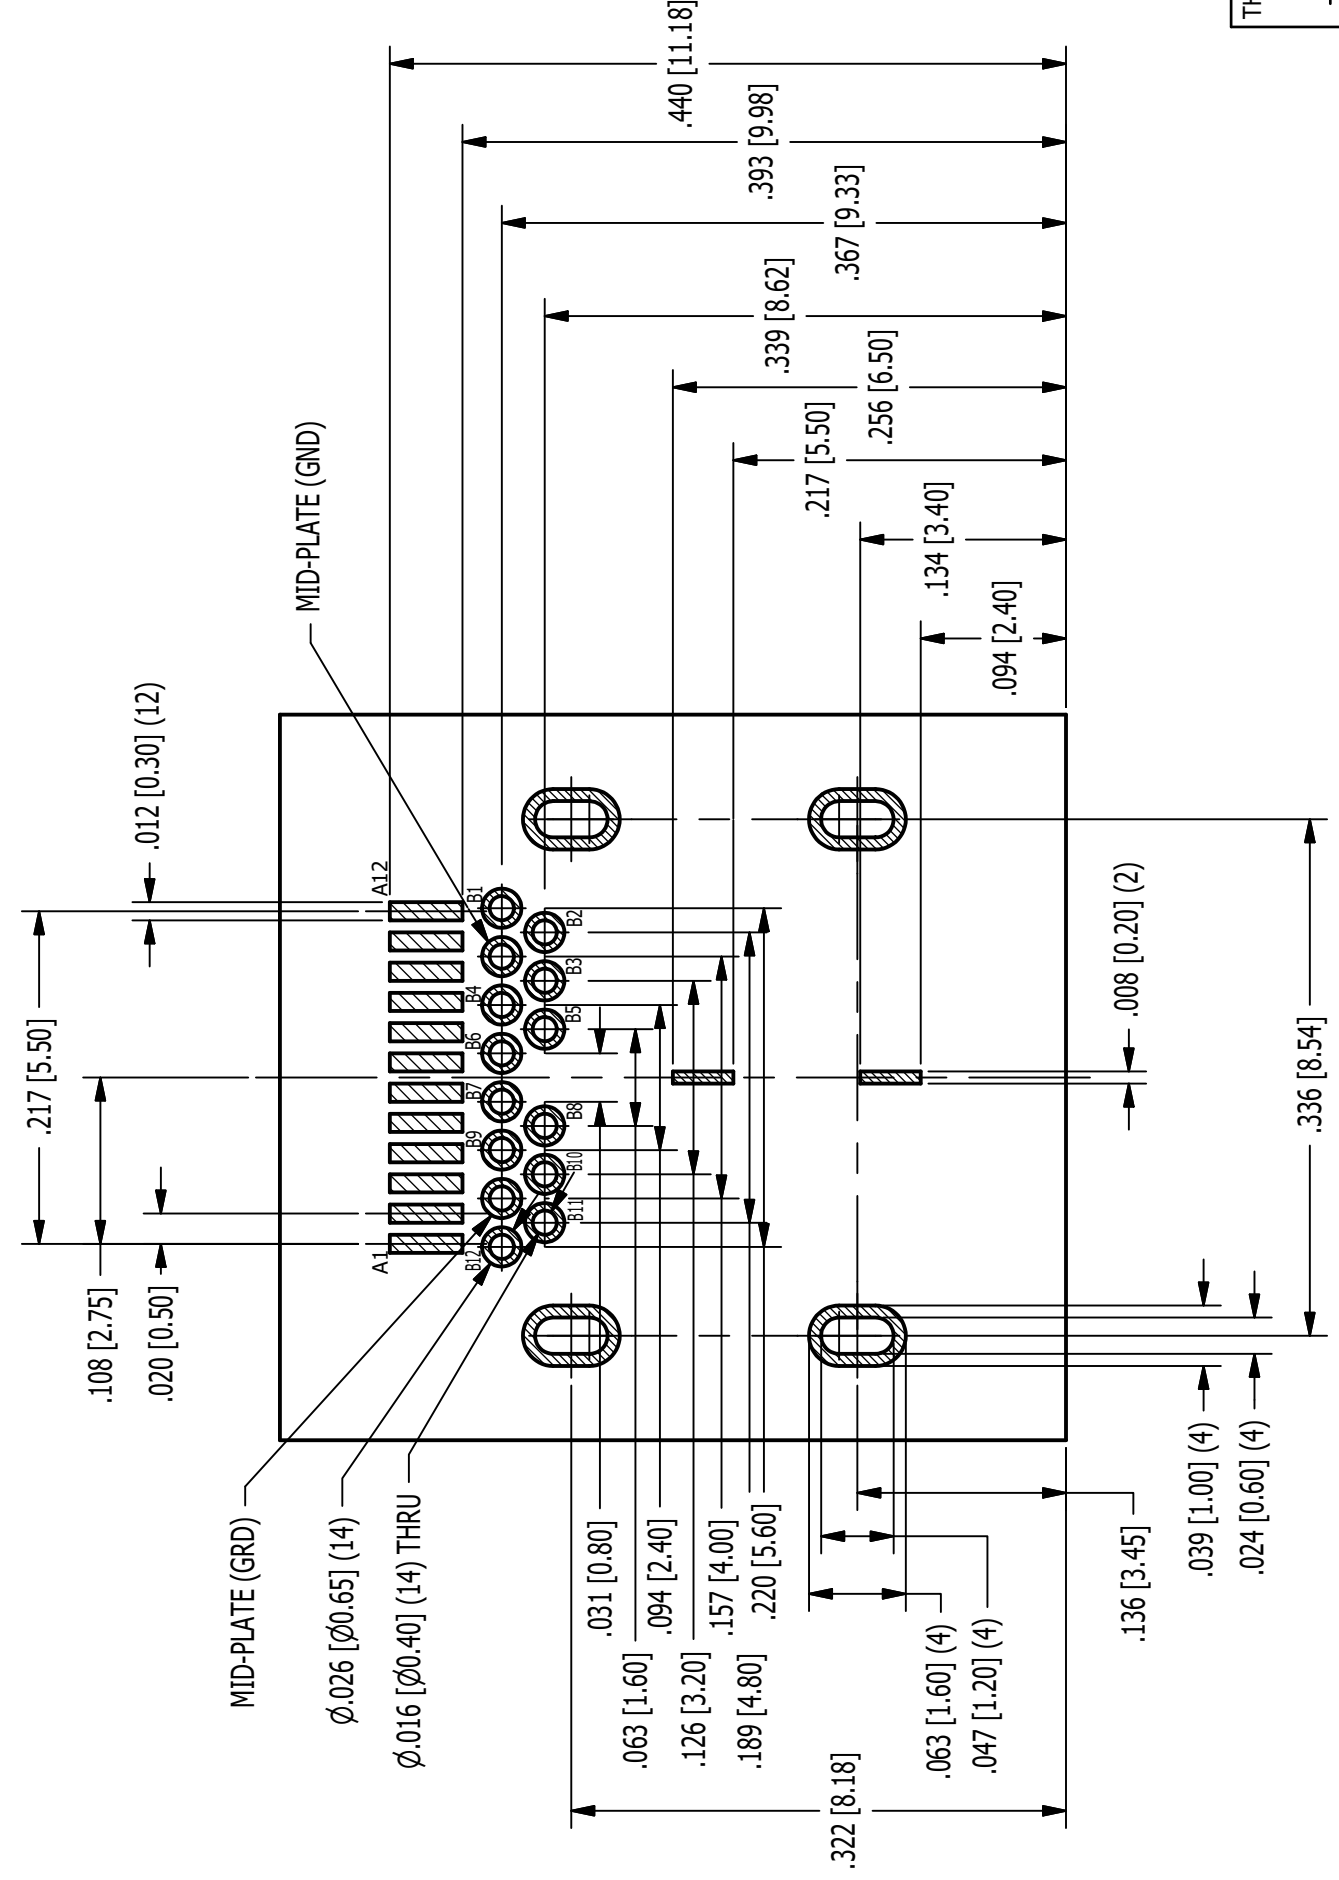 TH
.440 [11.18]
.393 [9.98]
.367 [9.33]
.339 [8.62]
.256 [6.50]
.217 [5.50]
.134 [3.40]
.094 [2.40]
MID-PLATE (GND)
.012 [0.30] (12)
.217 [5.50]
.108 [2.75]
.020 [0.50]
A12
A1
B1
B4
B6
B7
B9
B12
B2
B3
B5
B8
B10
B11
.008 [0.20] (2)
.336 [8.54]
MID-PLATE (GRD)
Ø.026 [Ø0.65] (14)
Ø.016 [Ø0.40] (14) THRU
.031 [0.80]
.063 [1.60]
.094 [2.40]
.126 [3.20]
.157 [4.00]
.189 [4.80]
.220 [5.60]
.322 [8.18]
.063 [1.60] (4)
.047 [1.20] (4)
.136 [3.45]
.039 [1.00] (4)
.024 [0.60] (4)